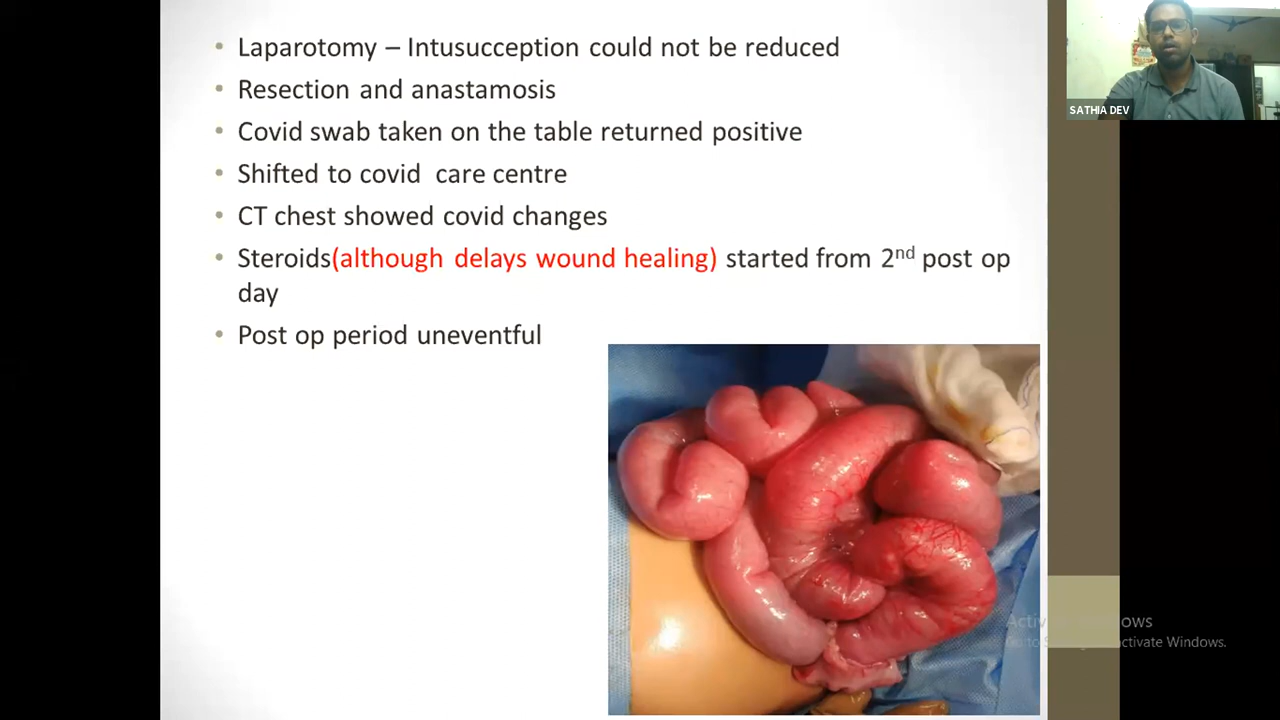 Laparotomy – Intusucception could not be reduced
Resection and anastamosis
Covid swab taken on the table returned positive
Shifted to covid care centre
CT chest showed covid changes
Steroids(although delays wound healing) started from 2nd post op
day
Post op period uneventful
SATHIA DEV
ctivate Windows.